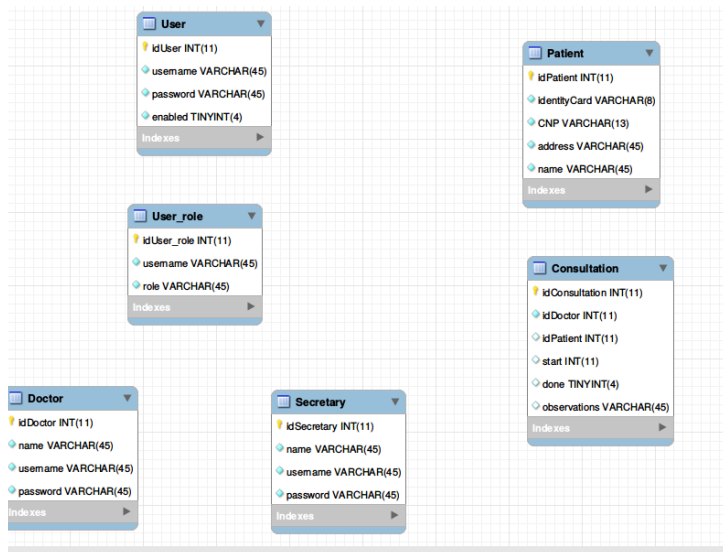 User
idUser INT(11)
username VARCHAR(45)
password VARCHAR(45)
enabled TINYINT(4)
Indexes
Patient
idPatient INT(11)
identityCard VARCHAR(8)
CNP VARCHAR(13)
address VARCHAR(45)
name VARCHAR(45)
Indexes
User_role
idUser_role INT(11)
username VARCHAR(45)
role VARCHAR(45)
Indexes
Consultation
idConsultation INT(11)
idDoctor INT(11)
idPatient INT(11)
start INT(11)
done TINYINT(4)
observations VARCHAR(45)
Indexes
Doctor
idDoctor INT(11)
name VARCHAR(45)
username VARCHAR(45)
password VARCHAR(45)
Indexes
Secretary
idSecretary INT(11)
name VARCHAR(45)
username VARCHAR(45)
password VARCHAR(45)
Indexes